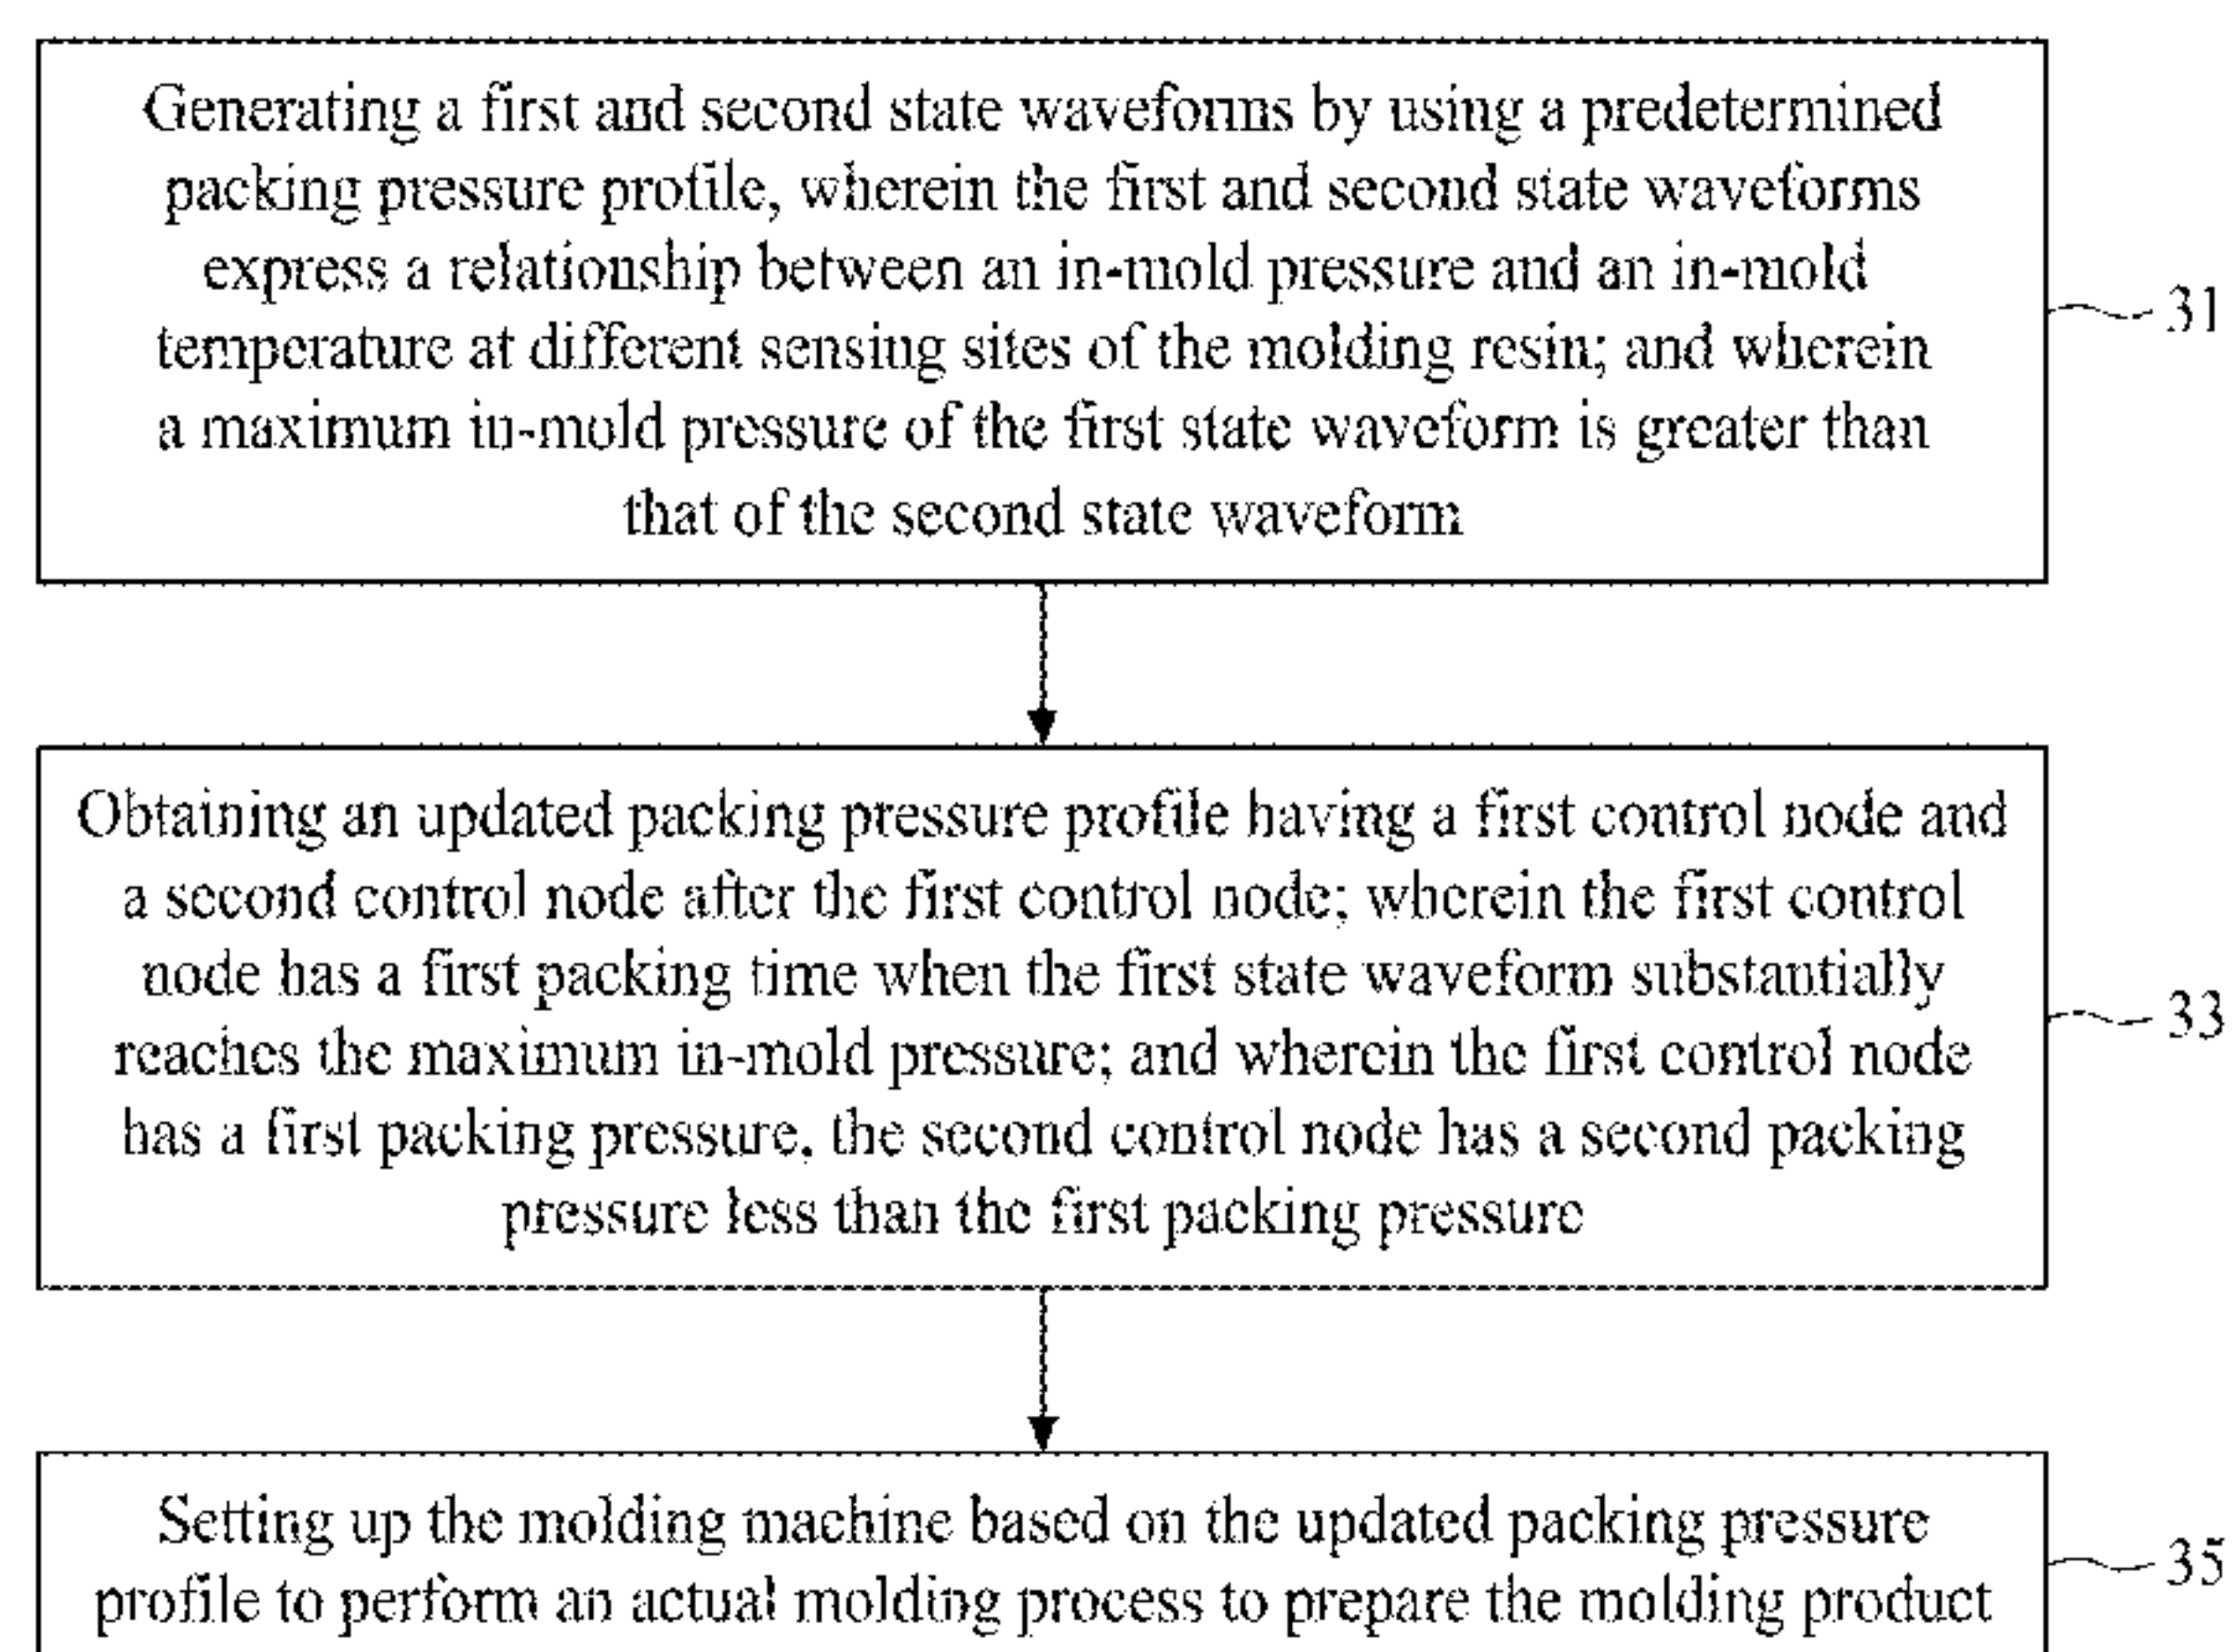 Generating a first and second state waveforms by using a predetermined
packing pressure profile, wherein the first and second state waveforms
express a relationship between an in-mold pressure and an in-mold
temperature at different sensing sites of the molding resin; and wherein
a maximum in-mold pressure of the first state waveform is greater than
that of the second state waveform
31
Obtaining an updated packing pressure profile having a first control node and
a second control node after the first control node; wherein the first control
node has a first packing time when the first state waveform substantially
reaches the maximum in-mold pressure; and wherein the first control node
has a first packing pressure, the second control node has a second packing
pressure less than the first packing pressure
33
Setting up the molding machine based on the updated packing pressure
profile to perform an actual molding process to prepare the molding product
35